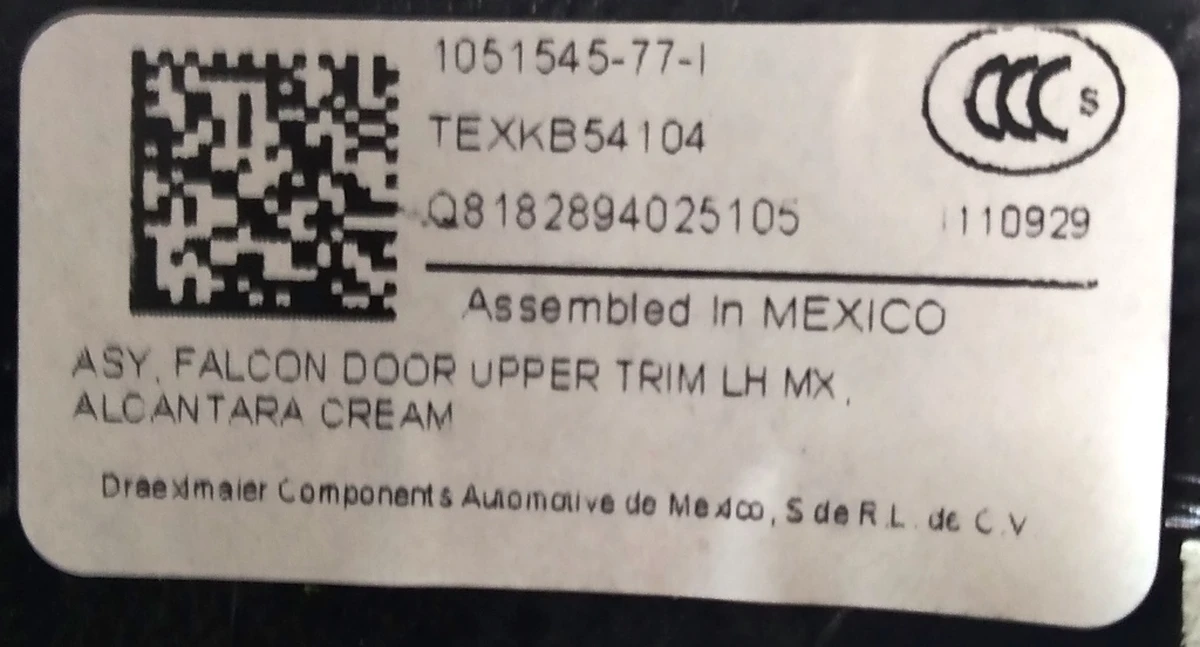 1051545-77-I
CCC S
TEXKB54104
Q8182894025105
110929
Assembled In MEXICO
ASY, FALCON DOOR UPPER TRIM LH MX,
ALCANTARA CREAM
Draexlmaier Components Automotive de Mexico, S de R.L. de C.V